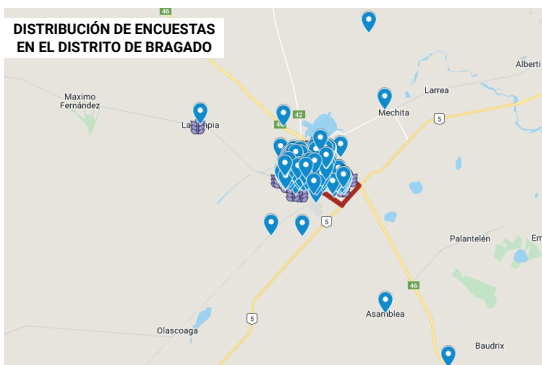 DISTRIBUCIÓN DE ENCUESTAS
EN EL DISTRITO DE BRAGADO
46
Alberti
Larrea
Maximo
Fernández
Mechita
42
5
Palantelén
5
46
Asamblea
5
Olascoaga
Baudrix